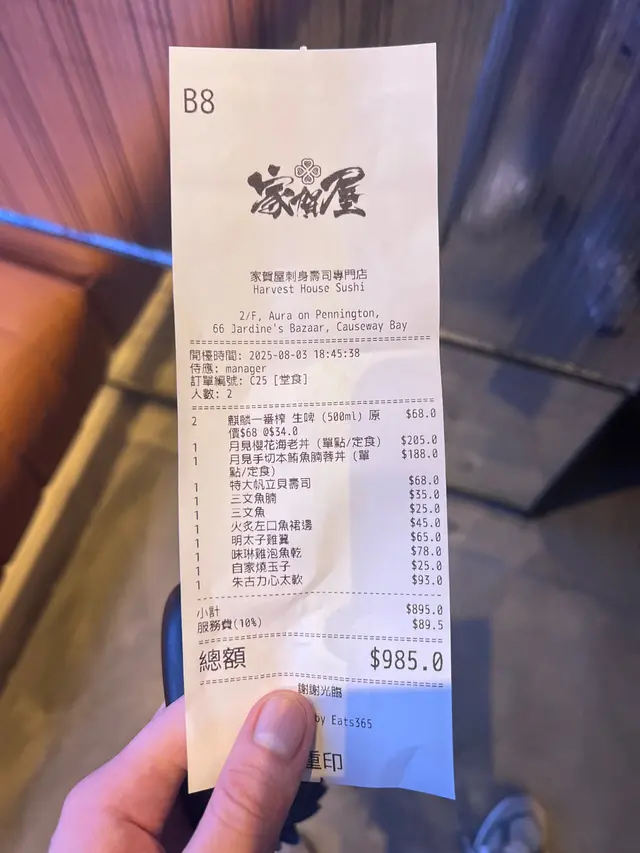 B8
家賀屋
家賀屋刺身壽司專門店
Harvest House Sushi
2/F, Aura on Pennington,
66 Jardine's Bazaar, Causeway Bay
開檯時間: 2025-08-03 18:45:38
侍應: manager
訂單編號: C25 [堂食]
人數: 2
2 麒麟一番榨 生啤 (500ml) 原 $68.0
價$68 @$34.0
1 月見櫻花海老丼 (單點/定食) $205.0
1 月見手切本鮪魚腩蓉丼 (單 $188.0
點/定食)
1 特大帆立貝壽司 $68.0
1 三文魚腩 $35.0
1 三文魚 $25.0
1 火炙左口魚裙邊 $45.0
1 明太子雞翼 $65.0
1 味琳雞泡魚乾 $78.0
1 自家燒玉子 $25.0
1 朱古力心太軟 $93.0
小計 $895.0
服務費(10%) $89.5
總額 $985.0
謝謝光臨
by Eats365
重印